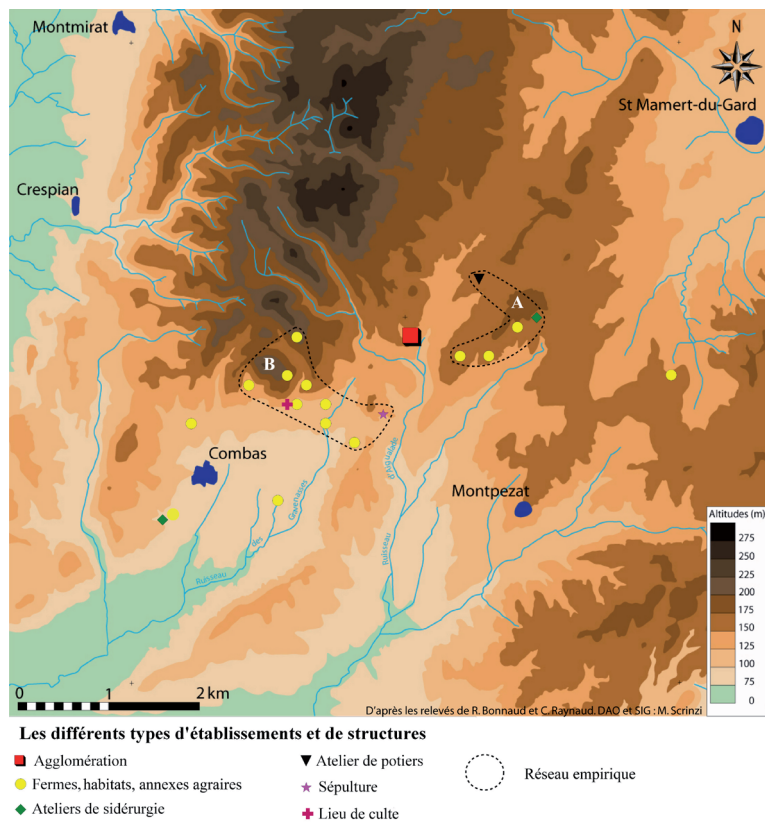 Montmirat
N
St Mamert-du-Gard
Crespian
A
B
Combas
Montpezat
Ruisseau
des
Gravenasses
Ruisseau
d'Aigualade
Altitudes (m)
275
250
225
200
175
150
125
100
75
0
0 1 2 km
D'après les relevés de R. Bonnaud et C. Raynaud. DAO et SIG : M. Scrinzi
Les différents types d'établissements et de structures
Agglomération
Fermes, habitats, annexes agraires
Ateliers de sidérurgie
Atelier de potiers
Sépulture
Lieu de culte
Réseau empirique